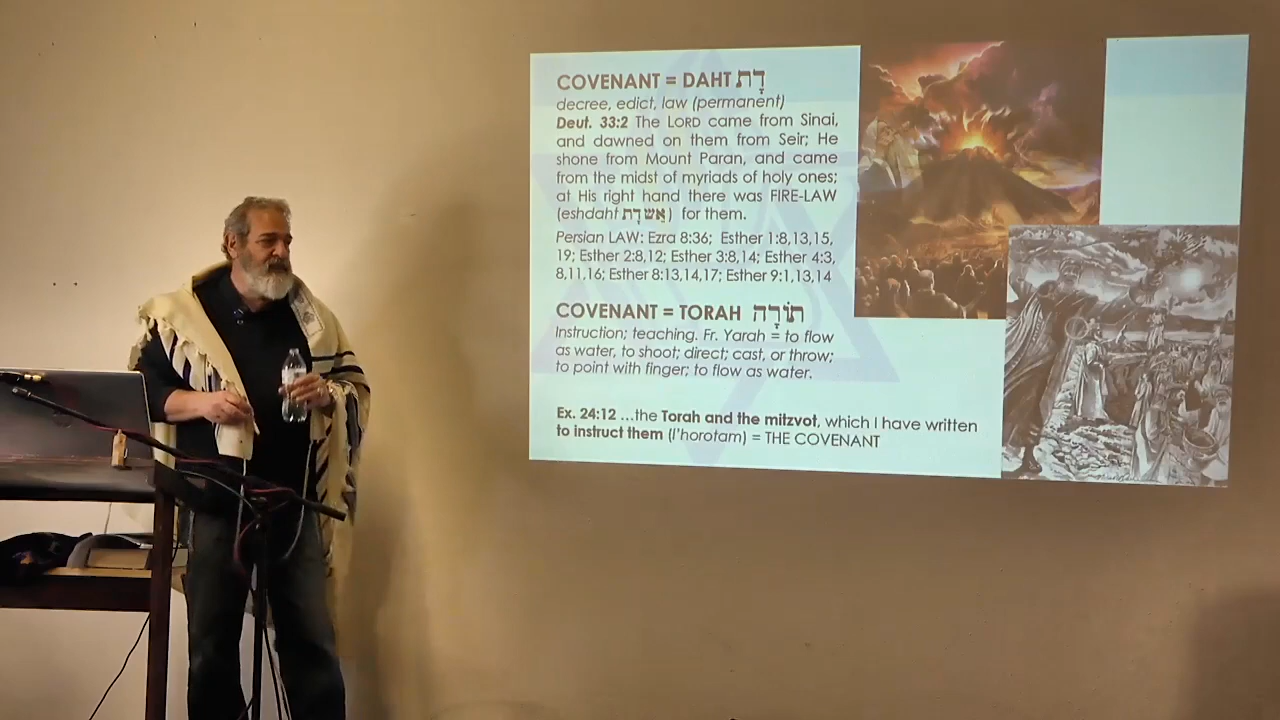 COVENANT = DAHT דָּת
decree, edict, law (permanent)
Deut. 33:2 The LORD came from Sinai,
and dawned on them from Seir; He
shone from Mount Paran, and came
from the midst of myriads of holy ones;
at His right hand there was FIRE-LAW
(eshdaht אֵשׁ דָּת) for them.
Persian LAW: Ezra 8:36; Esther 1:8,13,15,
19; Esther 2:8,12; Esther 3:8,14; Esther 4:3,
8,11.16; Esther 8:13,14,17; Esther 9:1,13,14
COVENANT = TORAH תּוֹרָה
Instruction; teaching. Fr. Yarah = to flow
as water, to shoot; direct; cast, or throw;
to point with finger; to flow as water.
Ex. 24:12 ...the Torah and the mitzvot, which I have written
to instruct them (l'horotam) = THE COVENANT